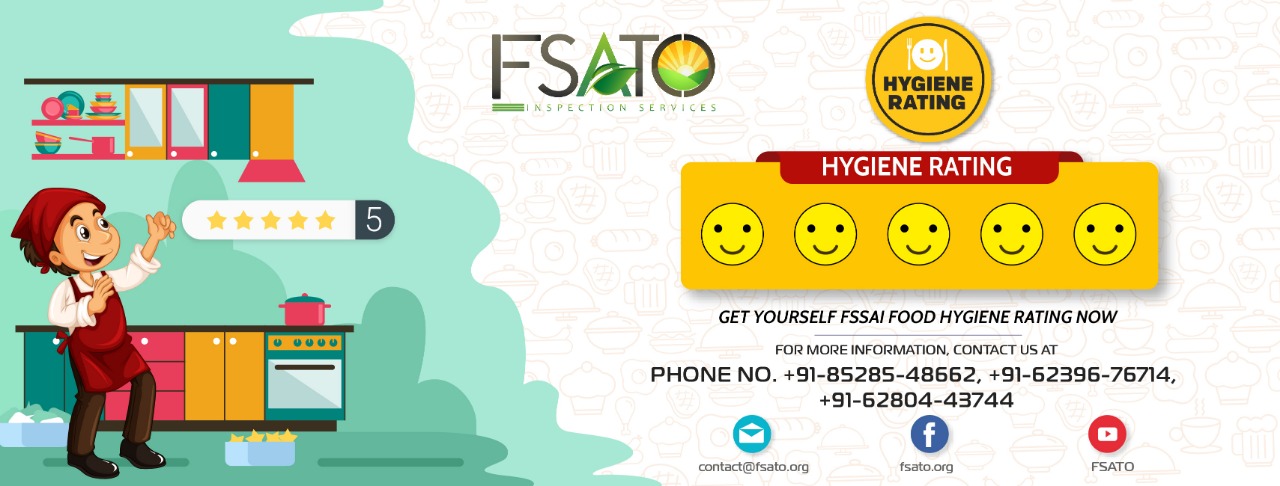 FSATO
INSPECTION SERVICES
HYGIENE
RATING
HYGIENE RATING
5
GET YOURSELF FSSAI FOOD HYGIENE RATING NOW
FOR MORE INFORMATION, CONTACT US AT
PHONE NO. +91-85285-48662, +91-62396-76714,
+91-62804-43744
contact@fsato.org
fsato.org
FSATO